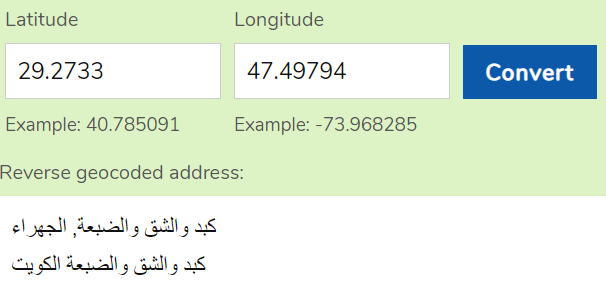 Latitude Longitude
29.2733 47.49794 Convert
Example: 40.785091 Example: -73.968285
Reverse geocoded address:
كبد والشق والضبعة, الجهراء
كبد والشق والضبعة الكويت